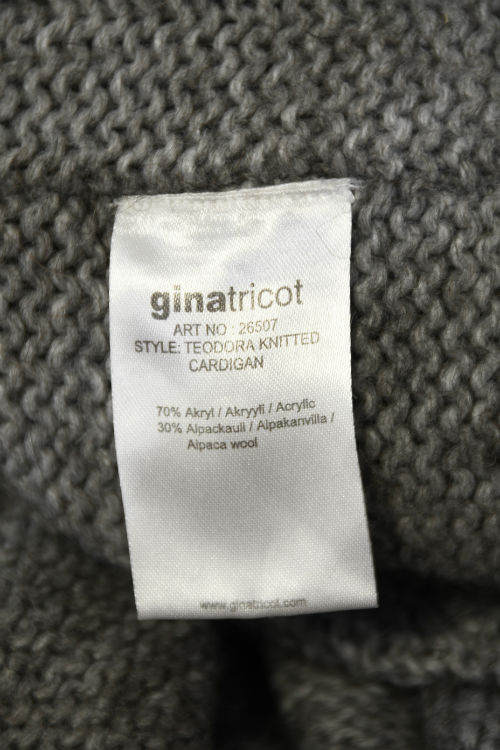 ginatricot
ART NO : 26507
STYLE: TEODORA KNITTED
CARDIGAN
70% Akryl / Akryyli / Acrylic
30% Alpackaull / Alpakanvilla /
Alpaca wool
www.ginatricot.com